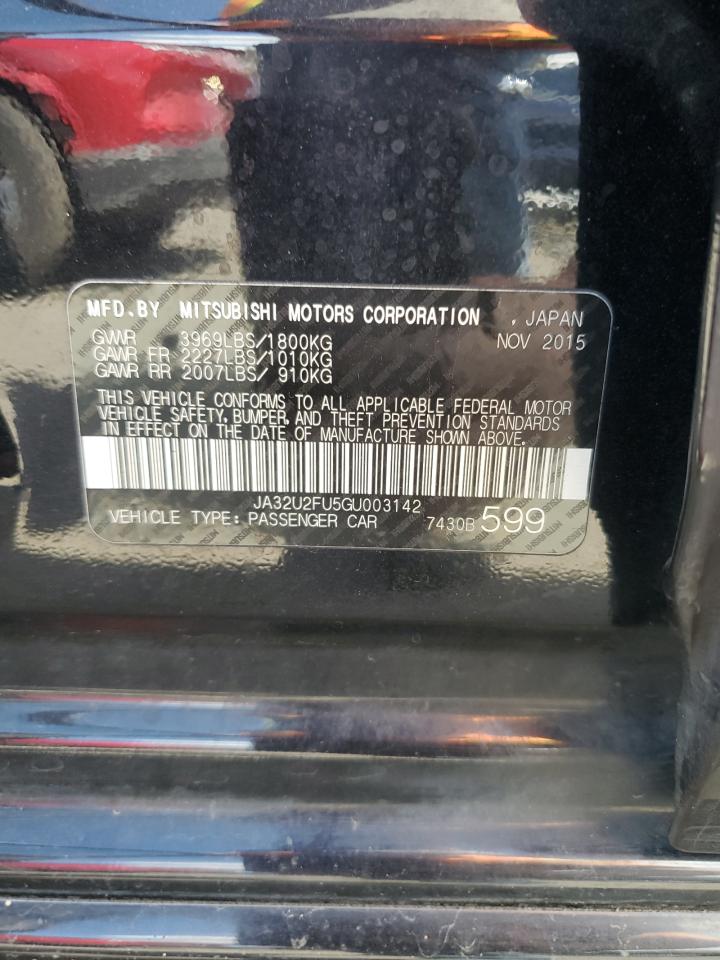 MFD.BY MITSUBISHI MOTORS CORPORATION , JAPAN
GVWR 3969LBS/1800KG NOV 2015
GAWR FR 2227LBS/1010KG
GAWR RR 2007LBS/ 910KG
THIS VEHICLE CONFORMS TO ALL APPLICABLE FEDERAL MOTOR
VEHICLE SAFETY, BUMPER, AND THEFT PREVENTION STANDARDS
IN EFFECT ON THE DATE OF MANUFACTURE SHOWN ABOVE.
JA32U2FU5GU003142
VEHICLE TYPE: PASSENGER CAR 7430B 599